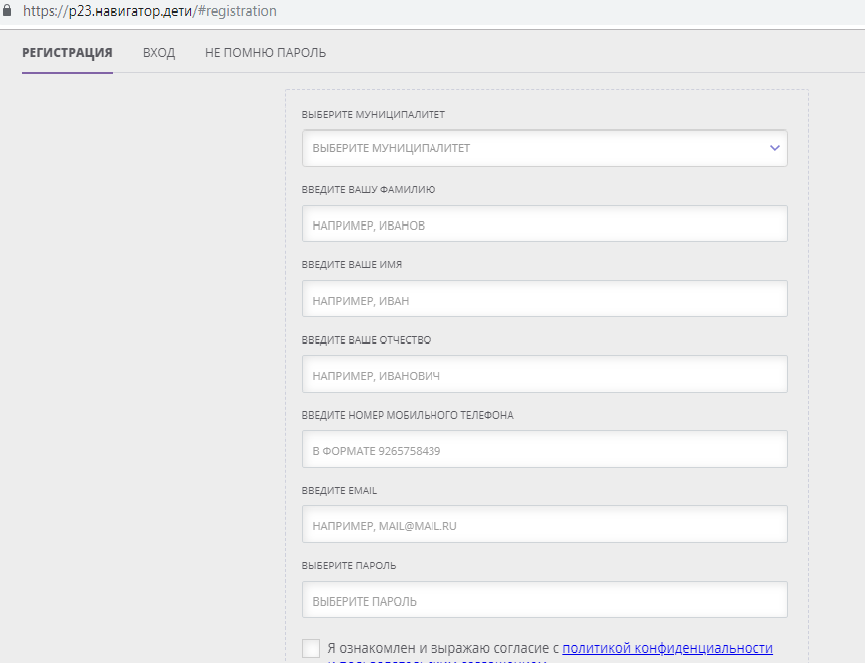 https://р23.навигатор.дети/#registration
РЕГИСТРАЦИЯ ВХОД НЕ ПОМНЮ ПАРОЛЬ
ВЫБЕРИТЕ МУНИЦИПАЛИТЕТ
ВЫБЕРИТЕ МУНИЦИПАЛИТЕТ
ВВЕДИТЕ ВАШУ ФАМИЛИЮ
НАПРИМЕР, ИВАНОВ
ВВЕДИТЕ ВАШЕ ИМЯ
НАПРИМЕР, ИВАН
ВВЕДИТЕ ВАШЕ ОТЧЕСТВО
НАПРИМЕР, ИВАНОВИЧ
ВВЕДИТЕ НОМЕР МОБИЛЬНОГО ТЕЛЕФОНА
В ФОРМАТЕ 9265758439
ВВЕДИТЕ EMAIL
НАПРИМЕР, MAIL@MAIL.RU
ВЫБЕРИТЕ ПАРОЛЬ
ВЫБЕРИТЕ ПАРОЛЬ
Я ознакомлен и выражаю согласие с политикой конфиденциальности
и пользовательским соглашением